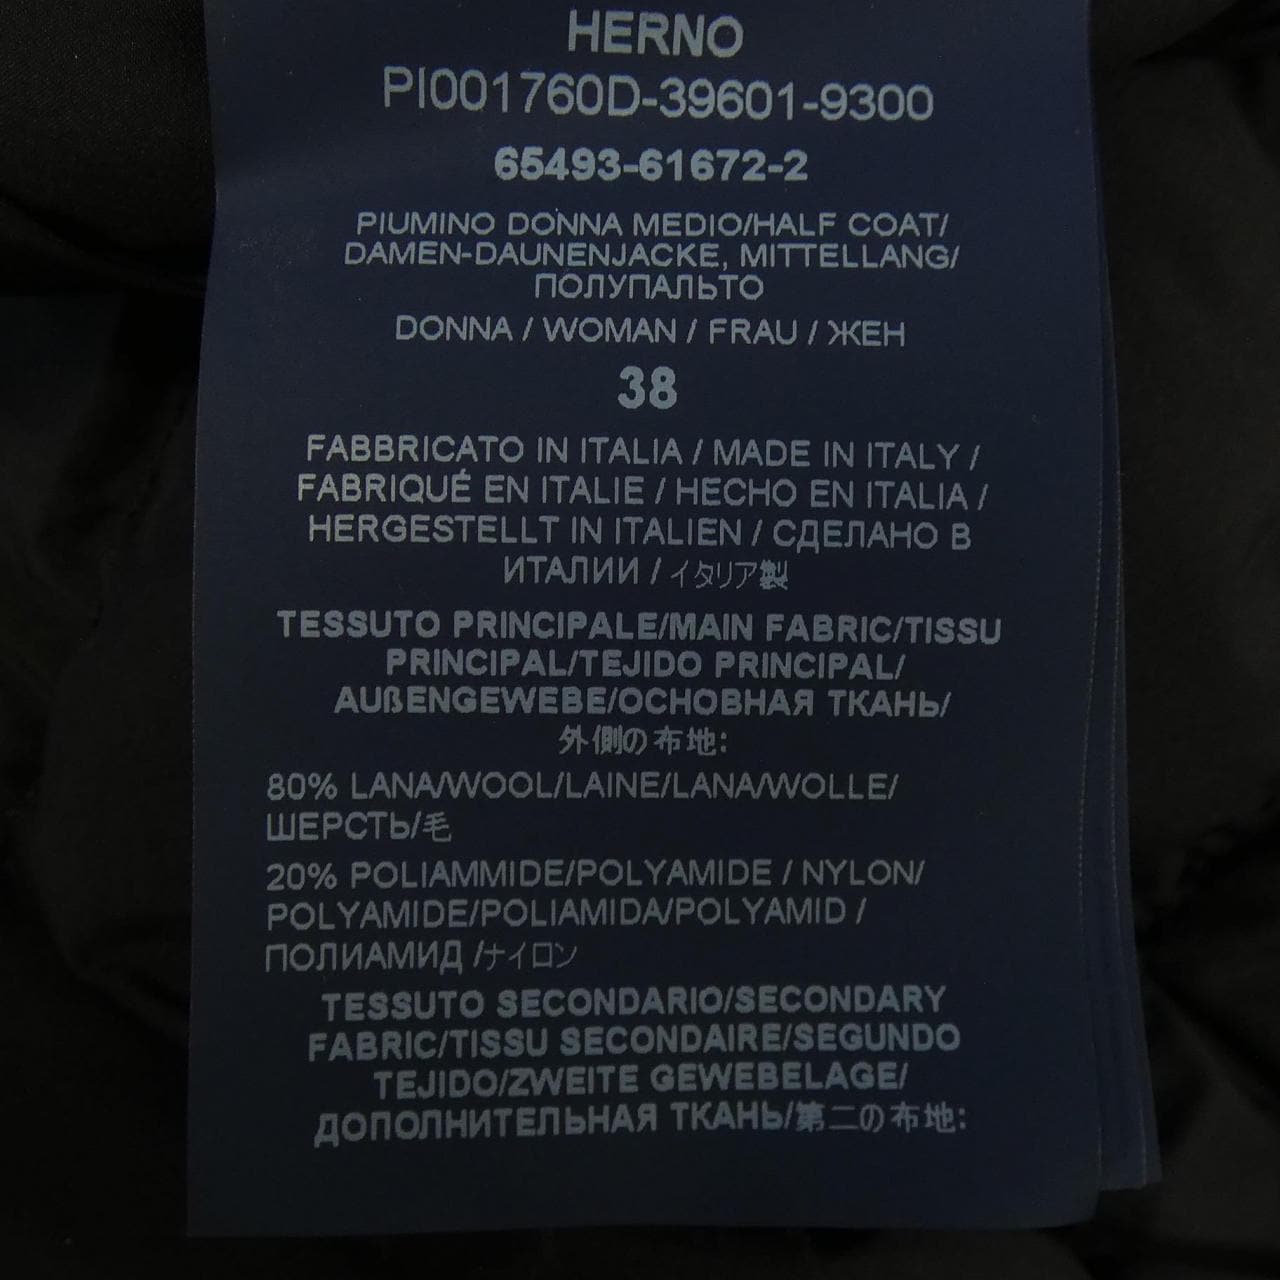 HERNO
PI001760D-39601-9300
65493-61672-2
PIUMINO DONNA MEDIO/HALF COAT/
DAMEN-DAUNENJACKE, MITTELLANG/
ПОЛУПАЛЬТО
DONNA / WOMAN / FRAU / ЖЕН
38
FABBRICATO IN ITALIA / MADE IN ITALY /
FABRIQUÉ EN ITALIE / HECHO EN ITALIA /
HERGESTELLT IN ITALIEN / СДЕЛАНО В
ИТАЛИИ / イタリア製
TESSUTO PRINCIPALE/MAIN FABRIC/TISSU
PRINCIPAL/TEJIDO PRINCIPAL/
AUßENGEWEBE/ОСНОВНАЯ ТКАНЬ/
外側の布地:
80% LANA/WOOL/LAINE/LANA/WOLLE/
ШЕРСТЬ/毛
20% POLIAMMIDE/POLYAMIDE / NYLON/
POLYAMIDE/POLIAMIDA/POLYAMID /
ПОЛИАМИД /ナイロン
TESSUTO SECONDARIO/SECONDARY
FABRIC/TISSU SECONDAIRE/SEGUNDO
TEJIDO/ZWEITE GEWEBELAGE/
ДОПОЛНИТЕЛЬНАЯ ТКАНЬ/第二の布地: